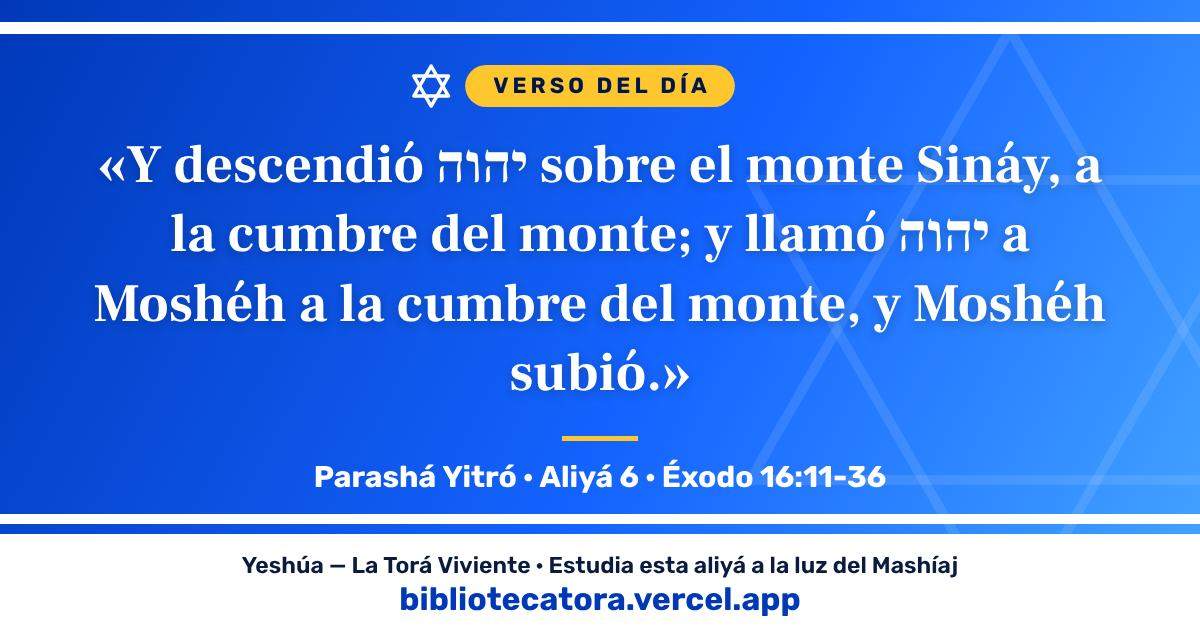 VERSO DEL DÍA
«Y descendió יהוה sobre el monte Sináy, a
la cumbre del monte; y llamó יהוה a
Moshéh a la cumbre del monte, y Moshéh
subió.»
Parashá Yitró • Aliyá 6 • Éxodo 16:11-36
Yeshúa — La Torá Viviente • Estudia esta aliyá a la luz del Mashíaj
bibliotecatora.vercel.app